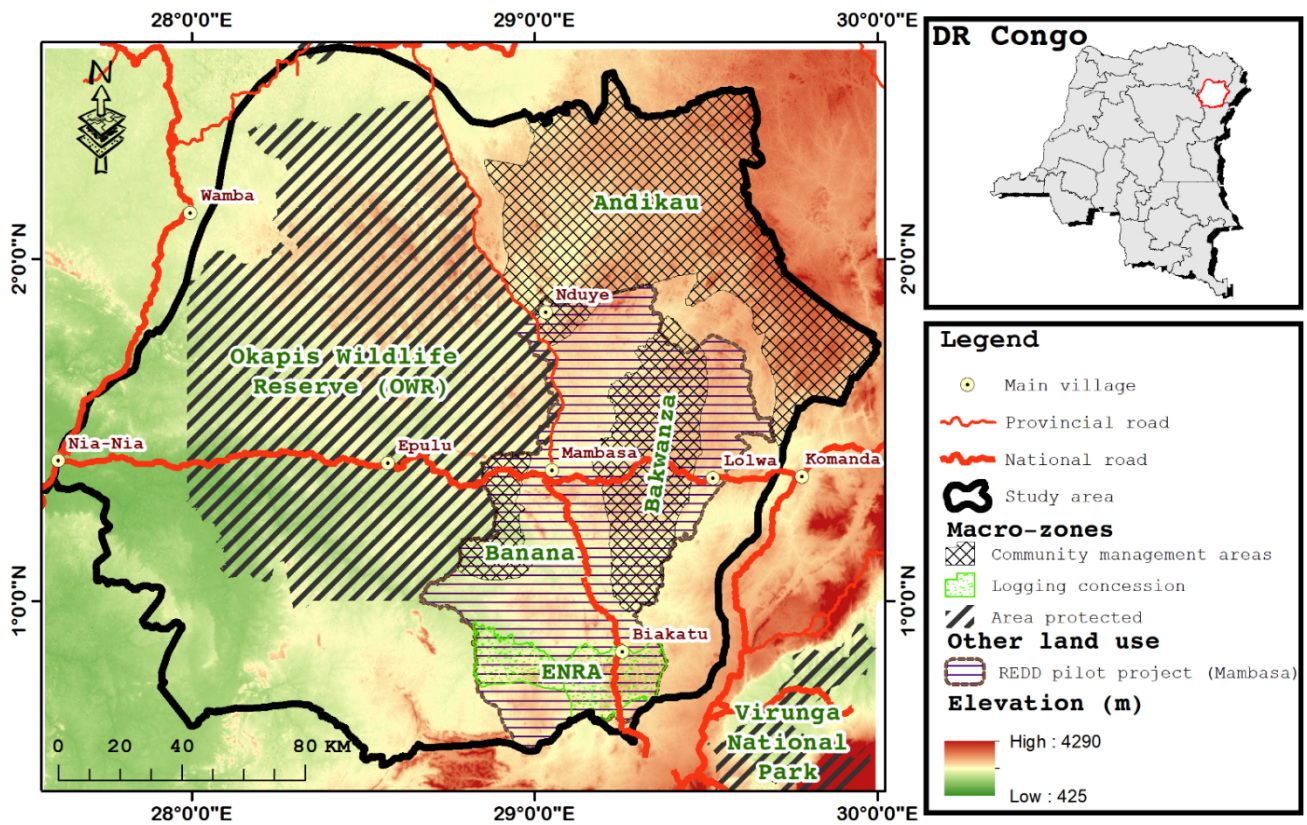 28°0'0"E
29°0'0"E
30°0'0"E
N
Wamba
Andikau
2°0'0"N
2°0'0"N
Nduye
Okapis Wildlife
Reserve (OWR)
Bakwanza
Nia-Nia
Epulu
Mambasa
Lolwa
Komanda
Banana
1°0'0"N
1°0'0"N
Biakatu
ENRA
Virunga
National
Park
0 20 40 80 KM
28°0'0"E
29°0'0"E
30°0'0"E
DR Congo
Legend
Main village
Provincial road
National road
Study area
Macro-zones
Community management areas
Logging concession
Area protected
Other land use
REDD pilot project (Mambasa)
Elevation (m)
High : 4290
Low : 425